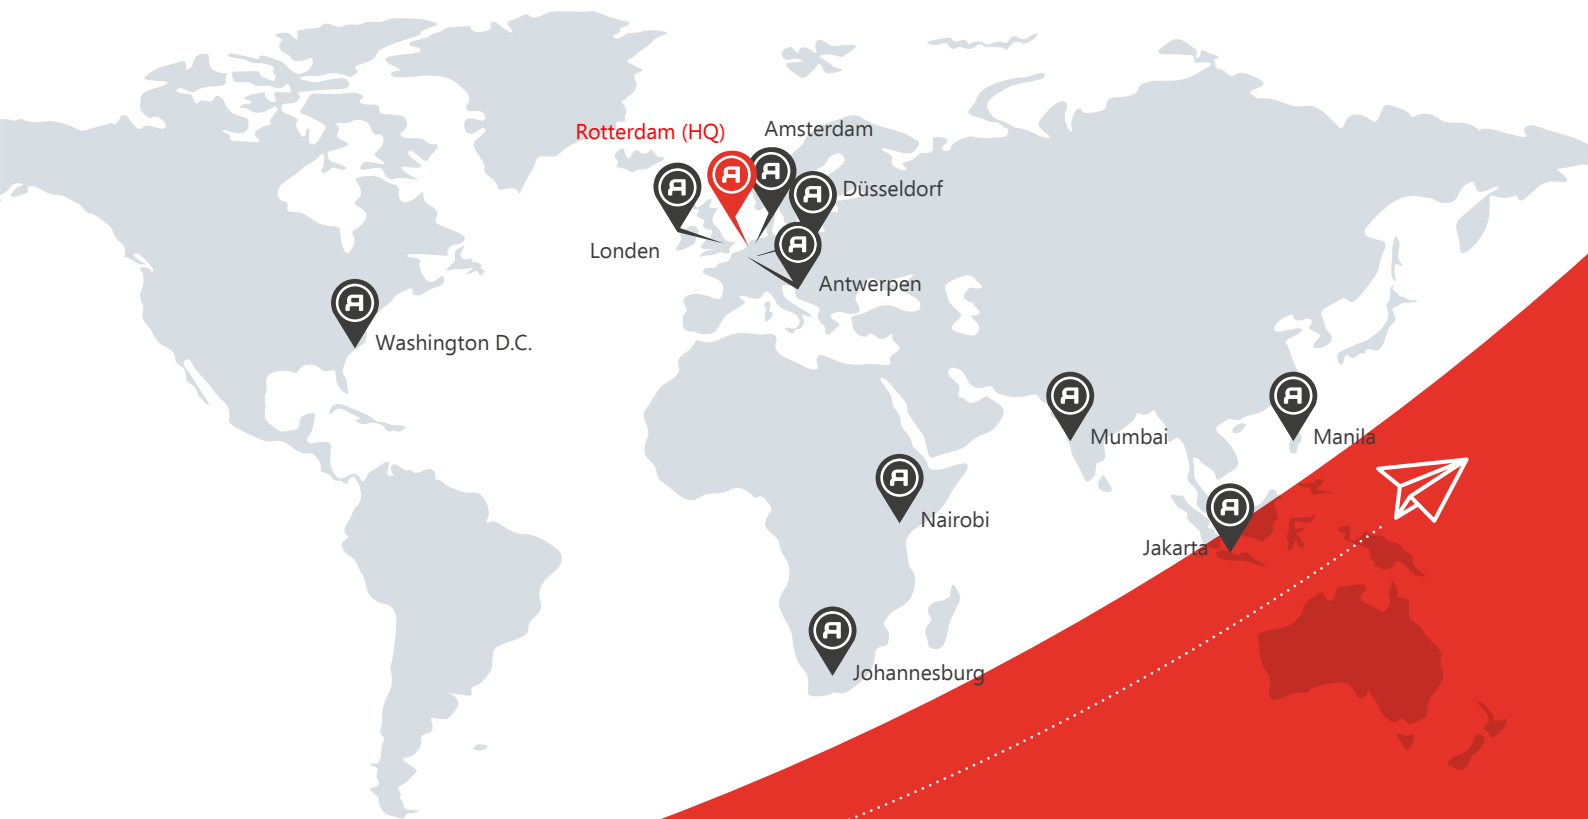 Rotterdam (HQ)
Amsterdam
Düsseldorf
Londen
Antwerpen
Washington D.C.
Mumbai
Manila
Nairobi
Jakarta
Johannesburg